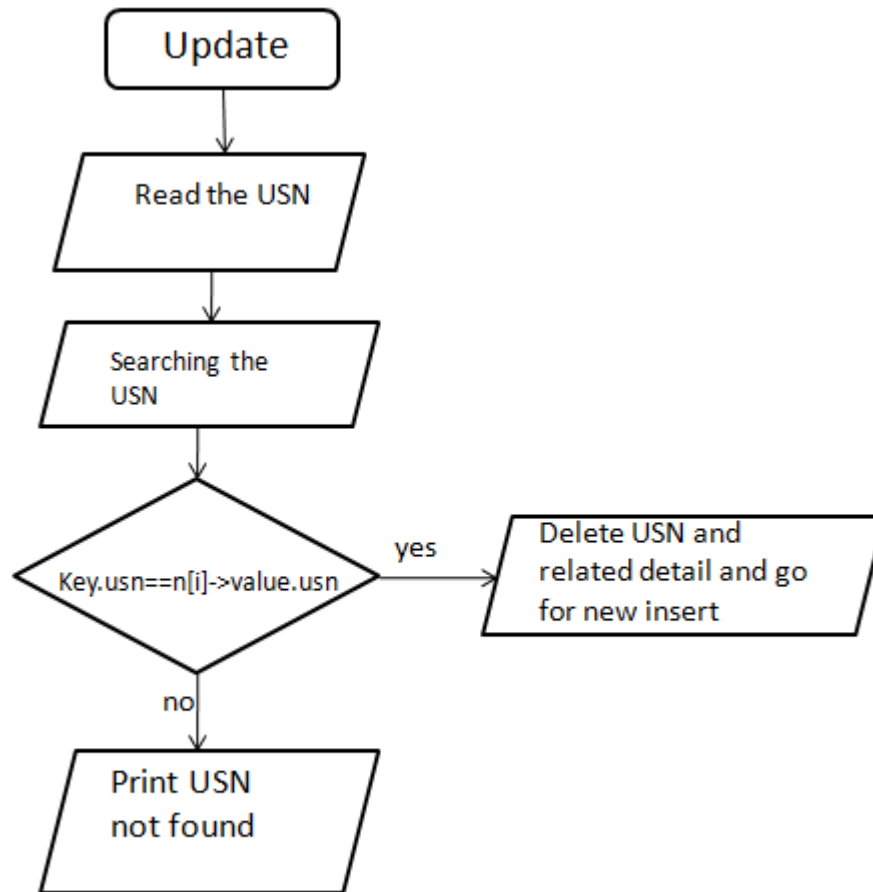 Update
Read the USN
Searching the
USN
Key.usn==n[i]->value.usn
yes
Delete USN and
related detail and go
for new insert
no
Print USN
not found